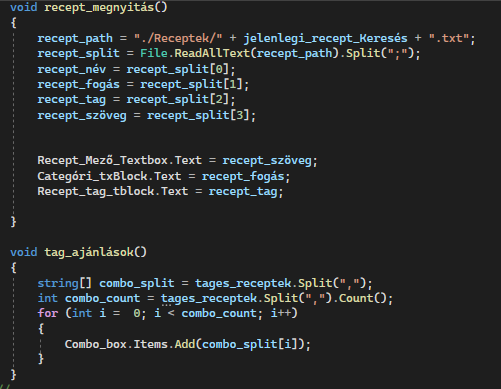 void recept_megnyitás()
{
recept_path = "./Receptek/" + jelenlegi_recept_Keresés + ".txt";
recept_split = File.ReadAllText(recept_path).Split(";");
recept_név = recept_split[0];
recept_fogás = recept_split[1];
recept_tag = recept_split[2];
recept_szöveg = recept_split[3];
Recept_Mező_Textbox.Text = recept_szöveg;
Categóri_txBlock.Text = recept_fogás;
Recept_tag_tblock.Text = recept_tag;
}
void tag_ajánlások()
{
string[] combo_split = tages_receptek.Split(",");
int combo_count = tages_receptek.Split(",").Count();
for (int i = 0; i < combo_count; i++)
{
Combo_box.Items.Add(combo_split[i]);
}
}
//